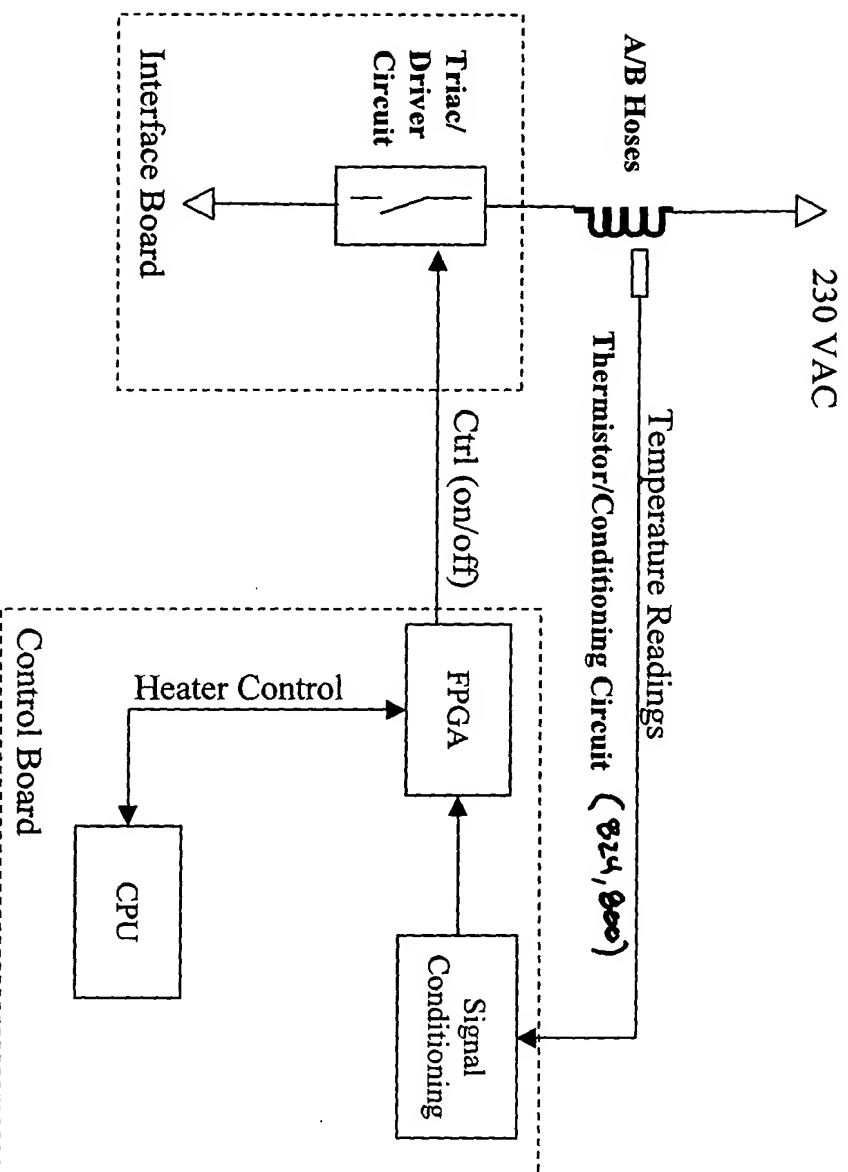 230 VAC
A/B Hoses
Temperature Readings
Thermistor/Conditioning Circuit (824, 800)
Triac/
Driver
Circuit
Interface Board
Ctrl (on/off)
FPGA
Signal
Conditioning
Heater Control
CPU
Control Board